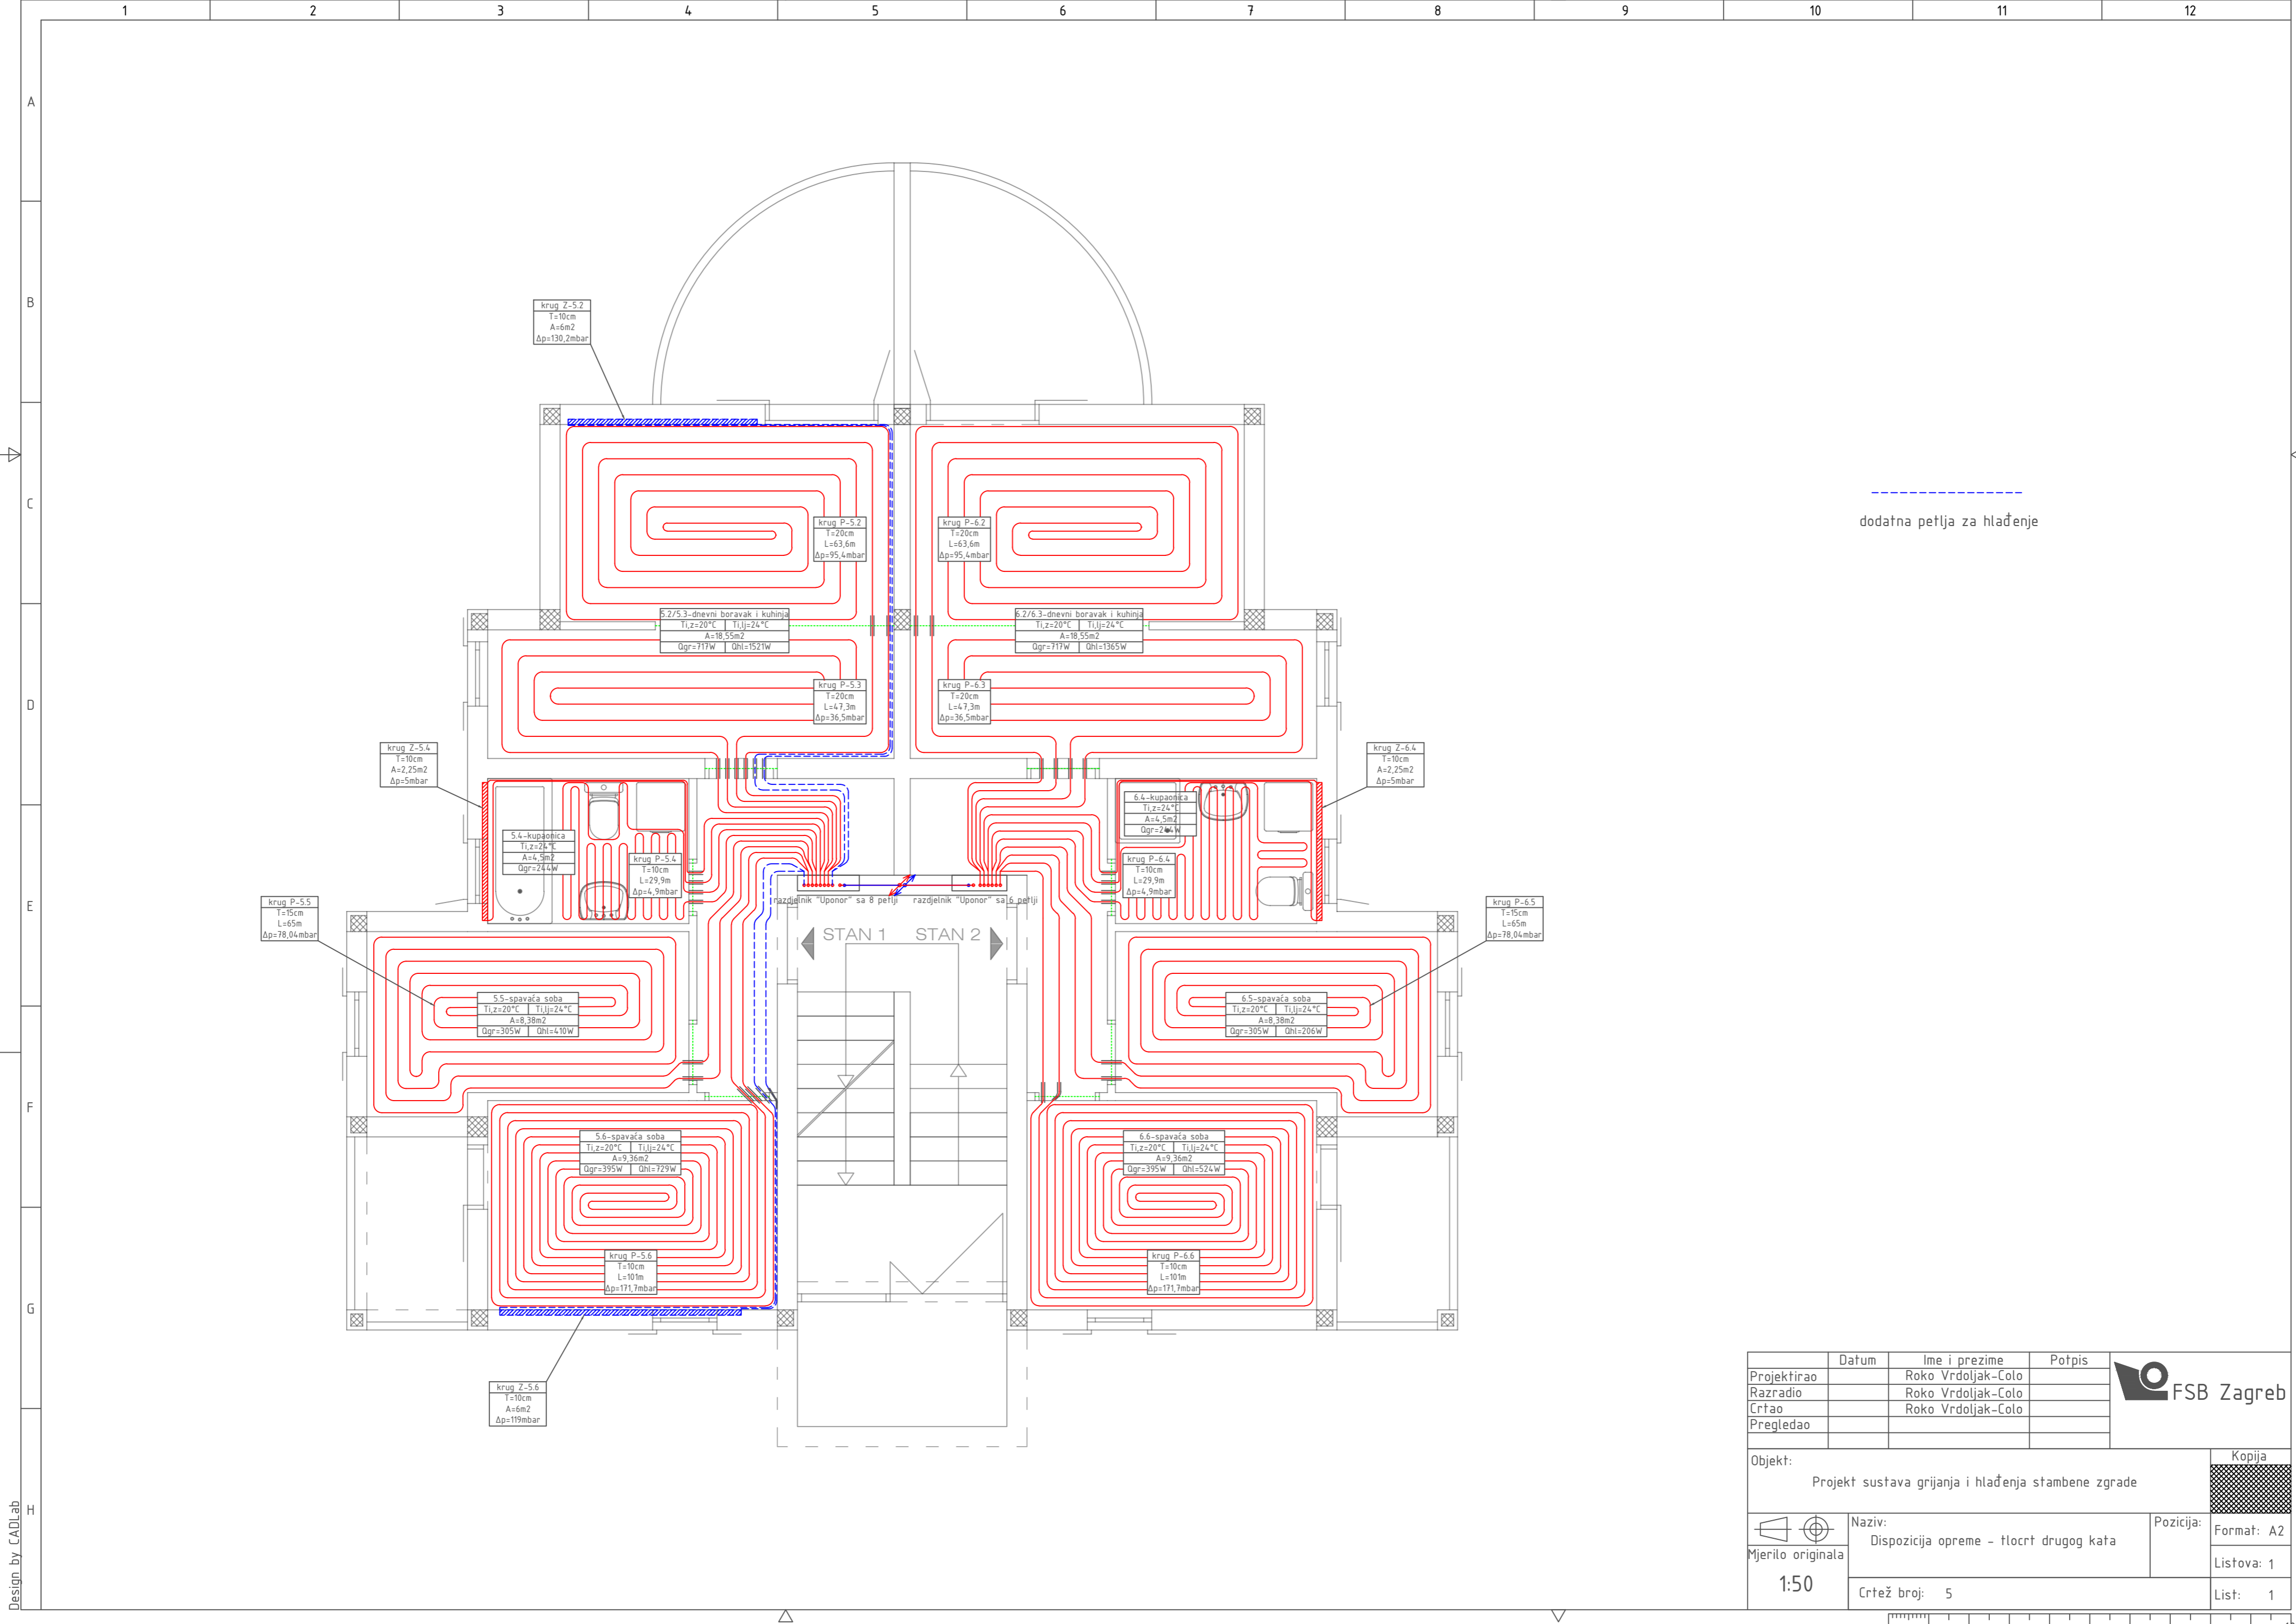 1 2 3 4 5 6 7 8 9 10 11 12
A
B
C
D
E
F
G
H
krug Z-5.2
T=10cm
A=6m2
Δp=130,2mbar
krug P-5.2
T=20cm
L=63,6m
Δp=95,4mbar
krug P-6.2
T=20cm
L=63,6m
Δp=95,4mbar
dodatna petlja za hlađenje
5.2/5.3-dnevni boravak i kuhinja
Ti,z=20°C Ti,lj=24°C
A=18,55m2
Qgr=717W Qhl=1521W
6.2/6.3-dnevni boravak i kuhinja
Ti,z=20°C Ti,lj=24°C
A=18,55m2
Qgr=717W Qhl=1365W
krug P-5.3
T=20cm
L=47,3m
Δp=36,5mbar
krug P-6.3
T=20cm
L=47,3m
Δp=36,5mbar
krug Z-5.4
T=10cm
A=2,25m2
Δp=5mbar
krug Z-6.4
T=10cm
A=2,25m2
Δp=5mbar
5.4-kupaonica
Ti,z=24°C
A=4,5m2
Qgr=244W
krug P-5.4
T=10cm
L=29,9m
Δp=4,9mbar
6.4-kupaonica
Ti,z=24°C
A=4,5m2
Qgr=244W
krug P-6.4
T=10cm
L=29,9m
Δp=4,9mbar
razdjelnik "Uponor" sa 8 petlji
razdjelnik "Uponor" sa 6 petlji
STAN 1 STAN 2
krug P-5.5
T=15cm
L=65m
Δp=78,04mbar
krug P-6.5
T=15cm
L=65m
Δp=78,04mbar
5.5-spavaća soba
Ti,z=20°C Ti,lj=24°C
A=8,38m2
Qgr=305W Qhl=410W
6.5-spavaća soba
Ti,z=20°C Ti,lj=24°C
A=8,38m2
Qgr=305W Qhl=206W
5.6-spavaća soba
Ti,z=20°C Ti,lj=24°C
A=9,36m2
Qgr=395W Qhl=729W
6.6-spavaća soba
Ti,z=20°C Ti,lj=24°C
A=9,36m2
Qgr=395W Qhl=524W
krug P-5.6
T=10cm
L=101m
Δp=171,7mbar
krug P-6.6
T=10cm
L=101m
Δp=171,7mbar
krug Z-5.6
T=10cm
A=6m2
Δp=119mbar
Datum Ime i prezime Potpis
Projektirao Roko Vrdoljak-Colo
Razradio Roko Vrdoljak-Colo
Crtao Roko Vrdoljak-Colo
Pregledao
FSB Zagreb
Objekt:
Projekt sustava grijanja i hlađenja stambene zgrade
Kopija
Naziv:
Dispozicija opreme - tlocrt drugog kata
Pozicija:
Format: A2
Mjerilo originala
1:50
Listova: 1
Crtež broj: 5
List: 1
Design by CADLab